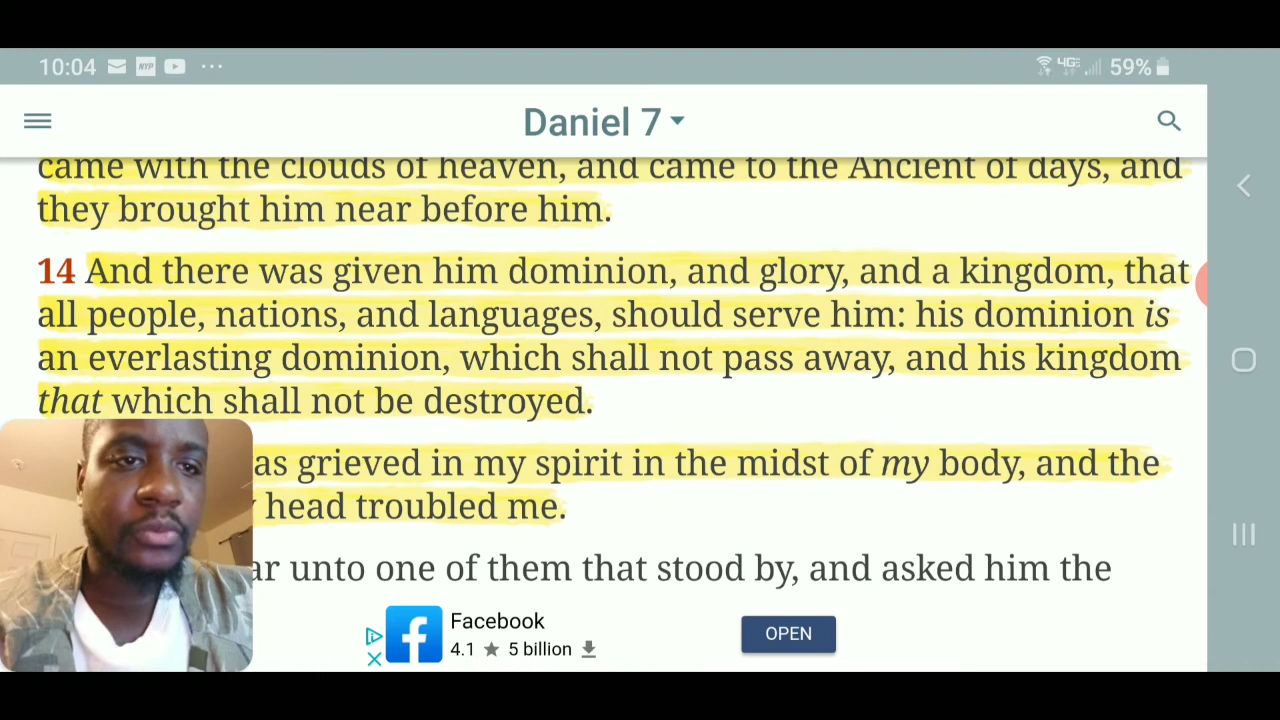 10:04 NYP ... 4GE 59%
Daniel 7
came with the clouds of heaven, and came to the Ancient of days, and
they brought him near before him.
14 And there was given him dominion, and glory, and a kingdom, that
all people, nations, and languages, should serve him: his dominion is
an everlasting dominion, which shall not pass away, and his kingdom
that which shall not be destroyed.
as grieved in my spirit in the midst of my body, and the
head troubled me.
ar unto one of them that stood by, and asked him the
Facebook
4.1 ★ 5 billion
OPEN